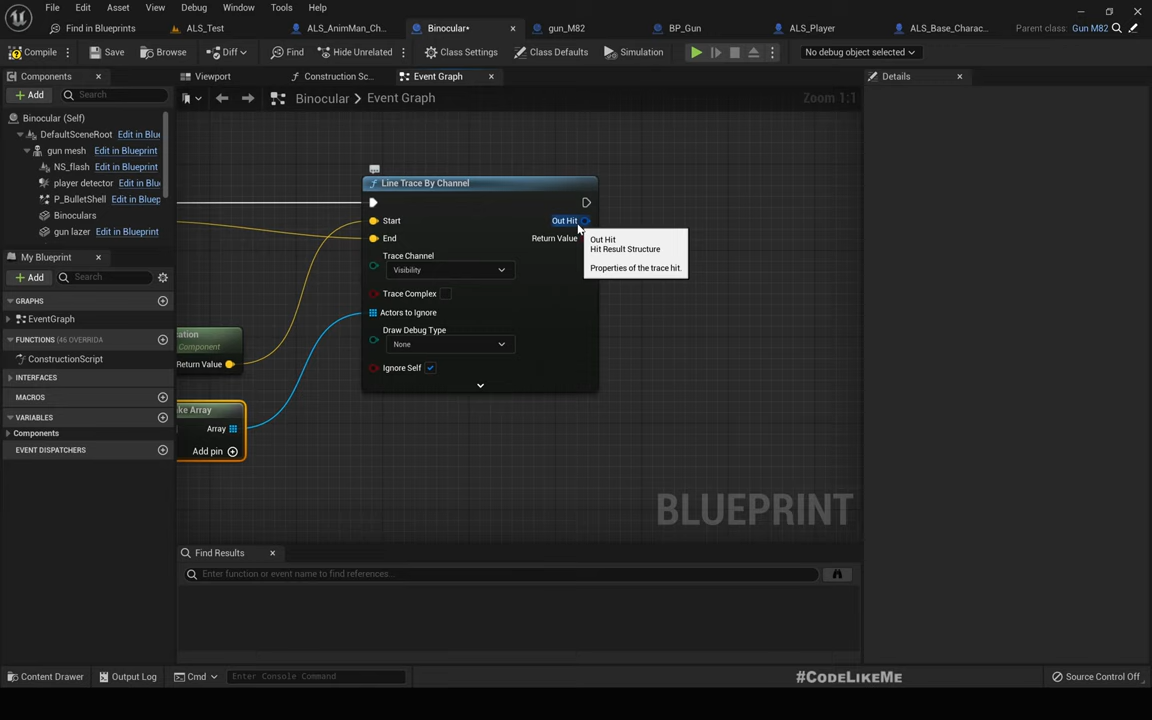 File Edit Asset View Debug Window Tools Help
Find in Blueprints ALS_Test ALS_AnimMan_Ch... Binocular* gun_M82 BP_Gun ALS_Player ALS_Base_Charac... Parent class: Gun M82
Compile Save Browse Diff Find Hide Unrelated Class Settings Class Defaults Simulation No debug object selected
Components
Viewport Construction Sc... Event Graph Details
Add Search
Binocular > Event Graph Zoom 1:1
Binocular (Self)
DefaultSceneRoot Edit in Blue
gun mesh Edit in Blueprint
NS_flash Edit in Blueprint
player detector Edit in Blu
P_BulletShell Edit in Bluep
Binoculars
gun lazer Edit in Blueprint
My Blueprint
Add Search
GRAPHS
EventGraph
FUNCTIONS (46 OVERRIDA
ConstructionScript
INTERFACES
MACROS
VARIABLES
Components
EVENT DISPATCHERS
Line Trace By Channel
Start Out Hit
End Return Value
Trace Channel
Visibility
Trace Complex
Actors to Ignore
Draw Debug Type
None
Ignore Self
Out Hit
Hit Result Structure
Properties of the trace hit.
ation
Component
Return Value
ke Array
Array
Add pin
BLUEPRINT
Find Results
Enter function or event name to find references...
Content Drawer Output Log Cmd Enter Console Command #CodeLikeMe Source Control Off